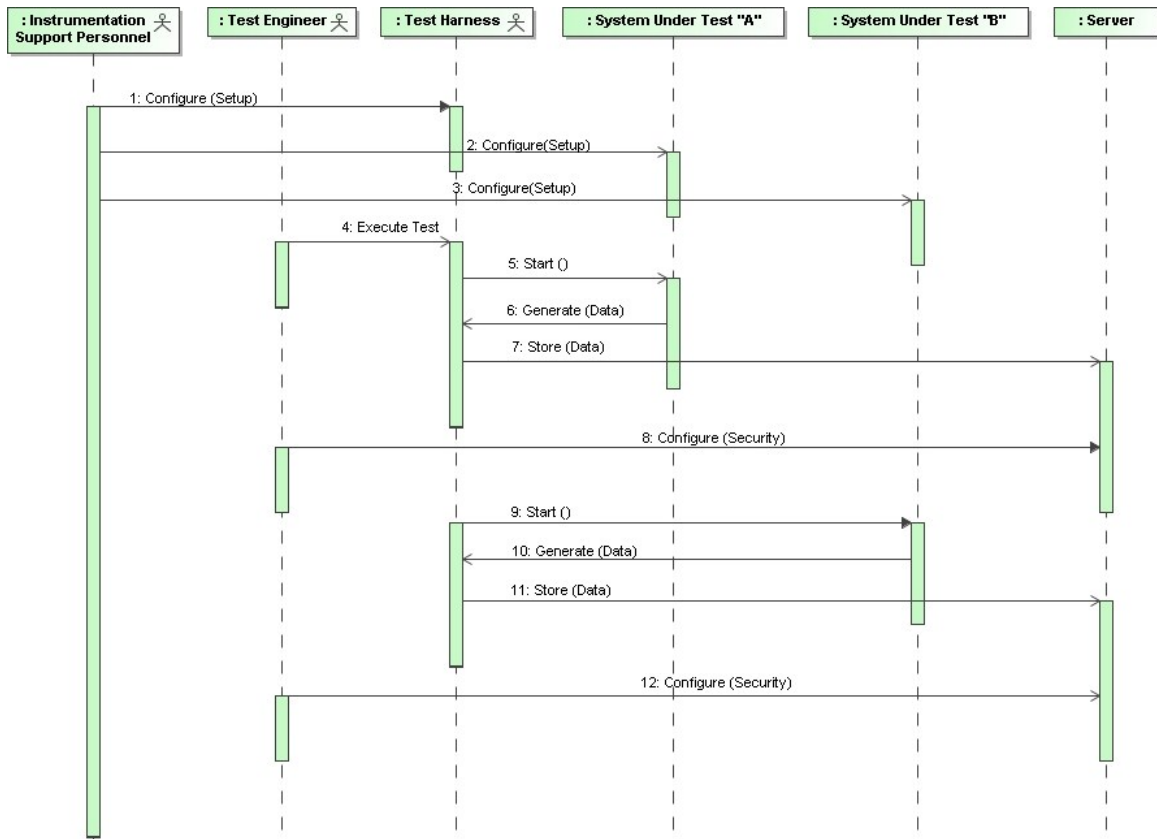 : Instrumentation
Support Personnel
: Test Engineer
: Test Harness
: System Under Test "A"
: System Under Test "B"
: Server
1: Configure (Setup)
2: Configure(Setup)
3: Configure(Setup)
4: Execute Test
5: Start ()
6: Generate (Data)
7: Store (Data)
8: Configure (Security)
9: Start ()
10: Generate (Data)
11: Store (Data)
12: Configure (Security)